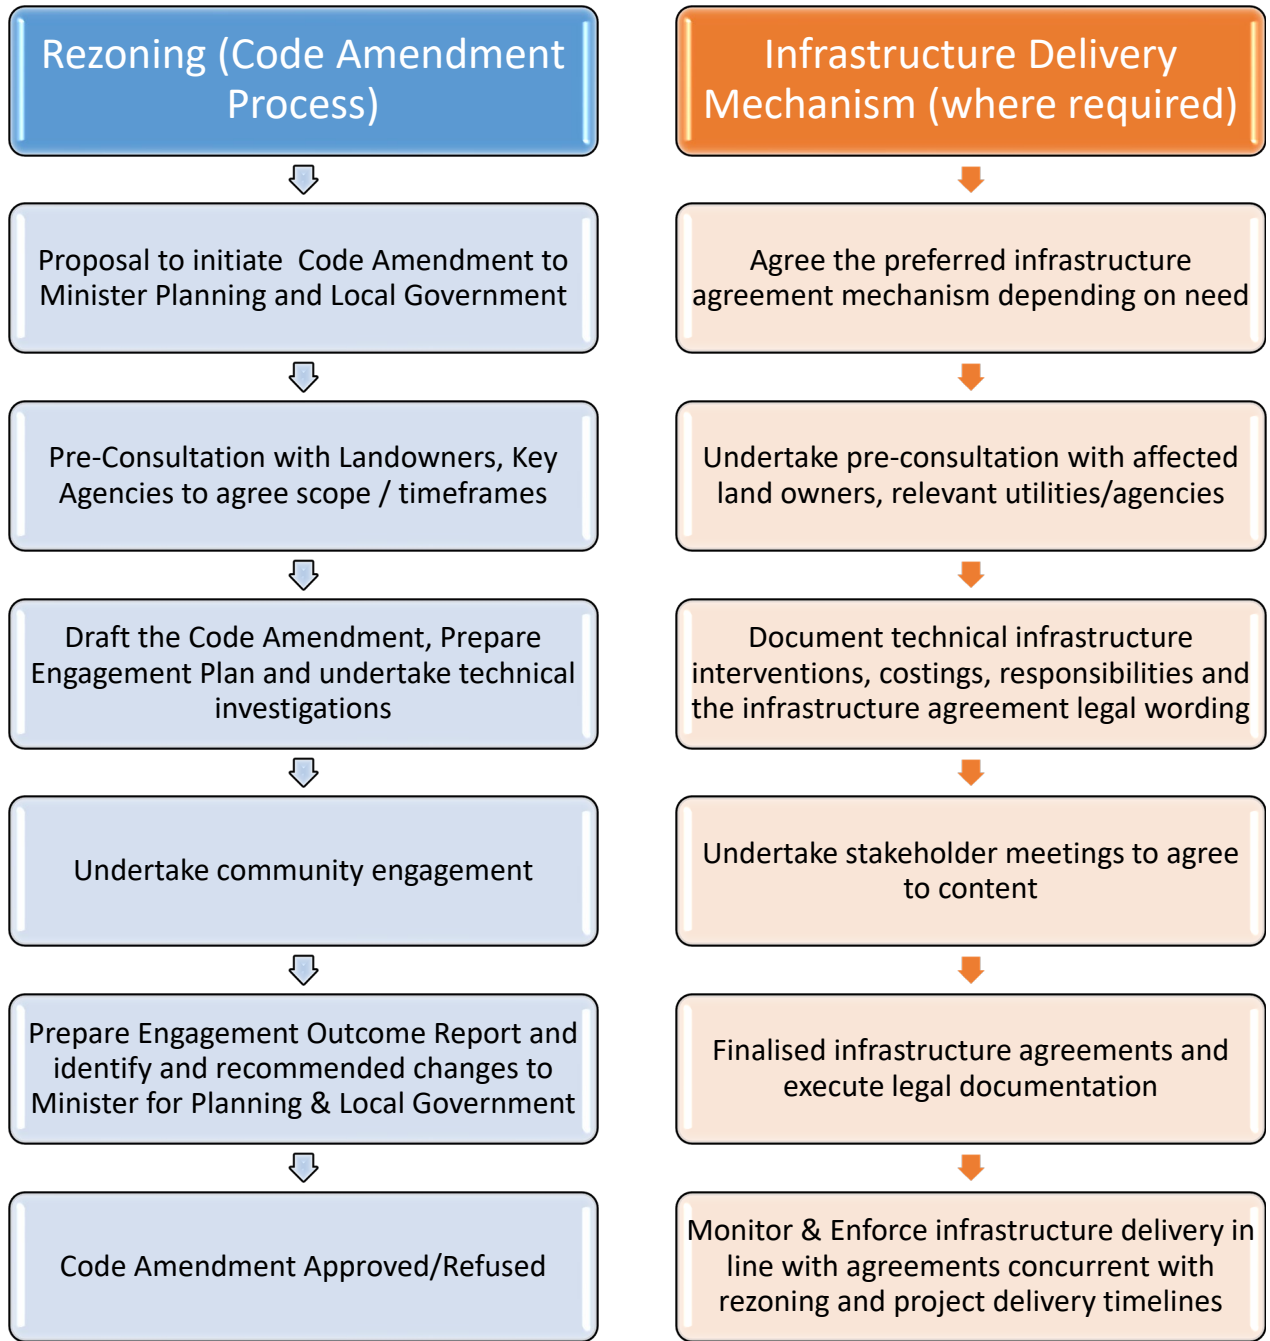 Rezoning (Code Amendment
Process)
Proposal to initiate  Code Amendment to
Minister Planning and Local Government
Pre-Consultation with Landowners, Key
Agencies to agree scope / timeframes
Draft the Code Amendment, Prepare
Engagement Plan and undertake technical
investigations
Undertake community engagement
Prepare Engagement Outcome Report and
identify and recommended changes to
Minister for Planning & Local Government
Code Amendment Approved/Refused
Infrastructure Delivery
Mechanism (where required)
Agree the preferred infrastructure
agreement mechanism depending on need
Undertake pre-consultation with affected
land owners, relevant utilities/agencies
Document technical infrastructure
interventions, costings, responsibilities and
the infrastructure agreement legal wording
Undertake stakeholder meetings to agree
to content
Finalised infrastructure agreements and
execute legal documentation
Monitor & Enforce infrastructure delivery in
line with agreements concurrent with
rezoning and project delivery timelines